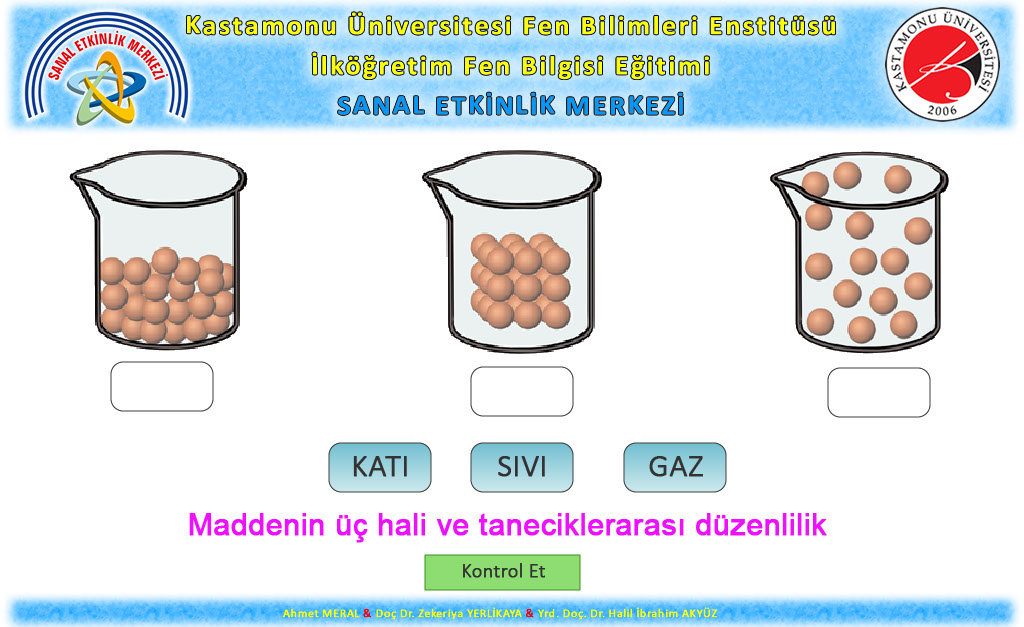 Kastamonu Üniversitesi Fen Bilimleri Enstitüsü
İlköğretim Fen Bilgisi Eğitimi
SANAL ETKİNLİK MERKEZİ
SANAL ETKİNLİK MERKEZİ
KASTAMONU ÜNİVERSİTESİ
2006
KATI
SIVI
GAZ
Maddenin üç hali ve taneciklerarası düzenlilik
Kontrol Et
Ahmet MERAL & Doç Dr. Zekeriya YERLİKAYA & Yrd. Doç. Dr. Halil İbrahim AKYÜZ